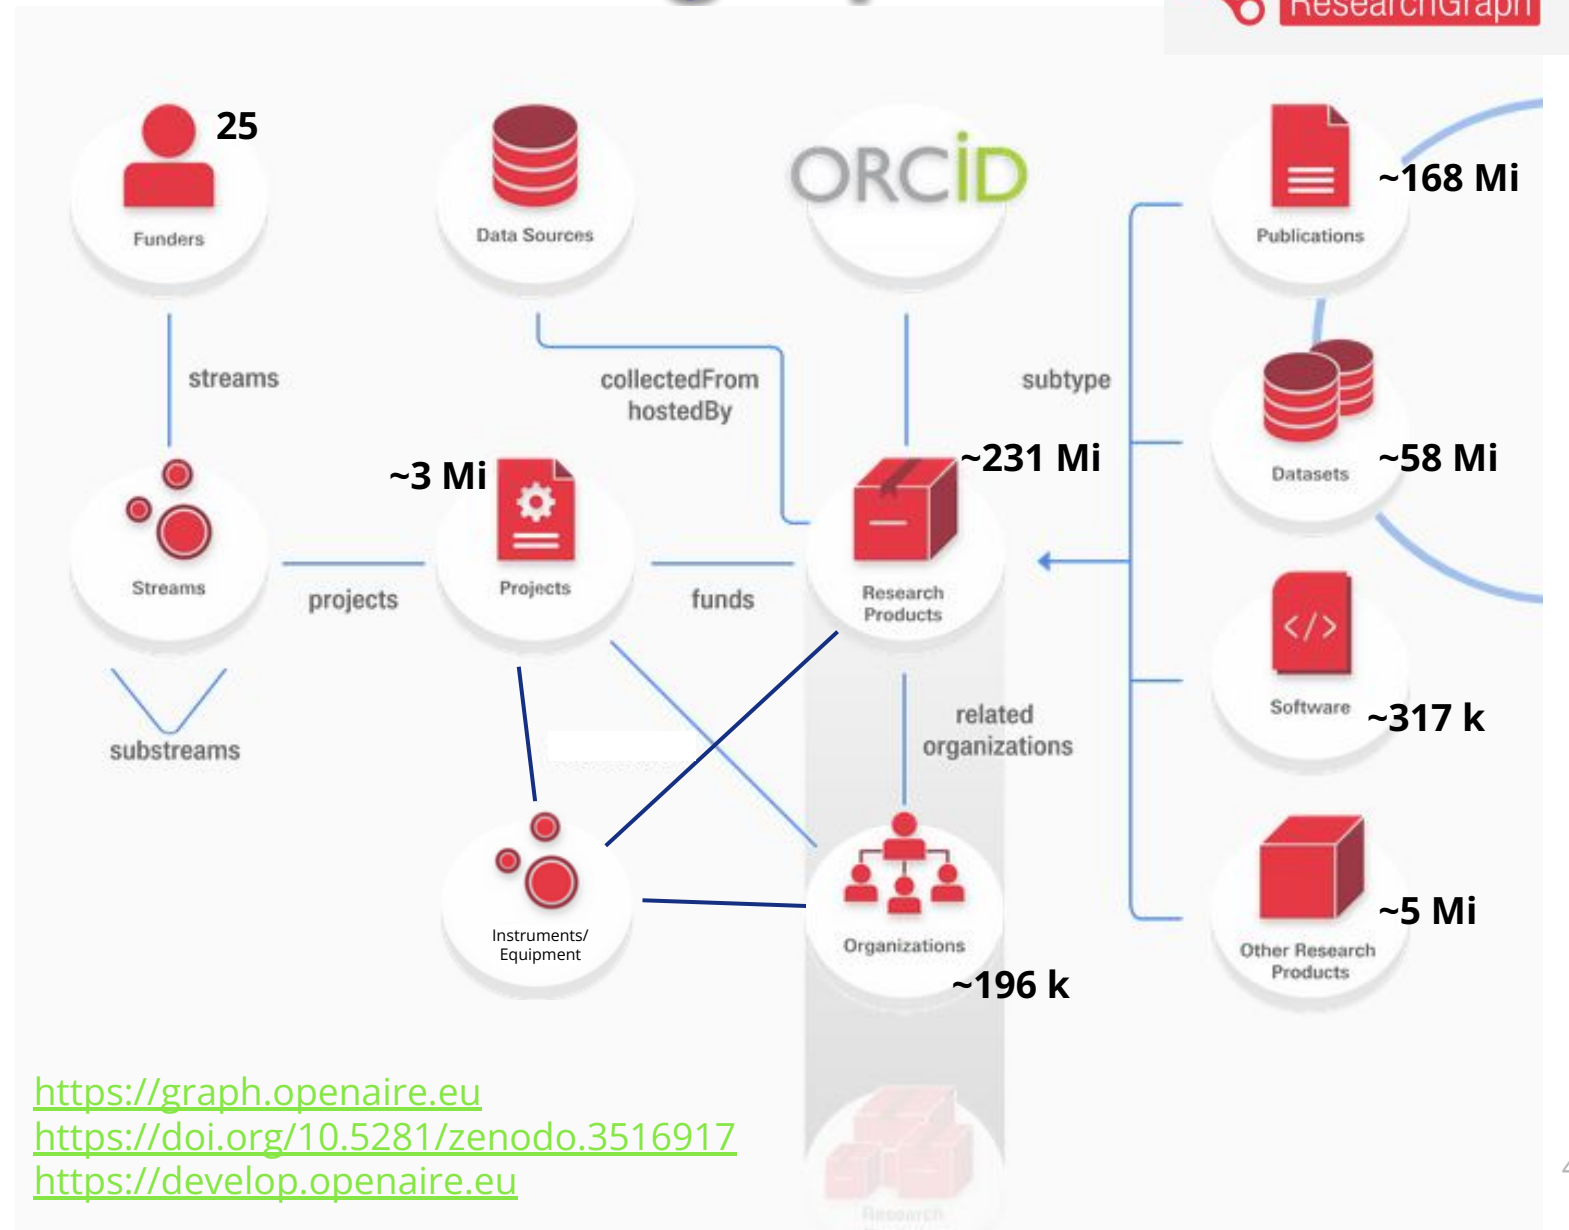 ResearchGraph
25
Funders
Data Sources
ORCiD
~168 Mi
Publications
streams
collectedFrom
hostedBy
subtype
~3 Mi
~231 Mi
Datasets
~58 Mi
Streams
projects
Projects
funds
Research
Products
substreams
related
organizations
Software
~317 k
Instruments/
Equipment
Organizations
~196 k
~5 Mi
Other Research
Products
https://graph.openaire.eu
https://doi.org/10.5281/zenodo.3516917
https://develop.openaire.eu
Research